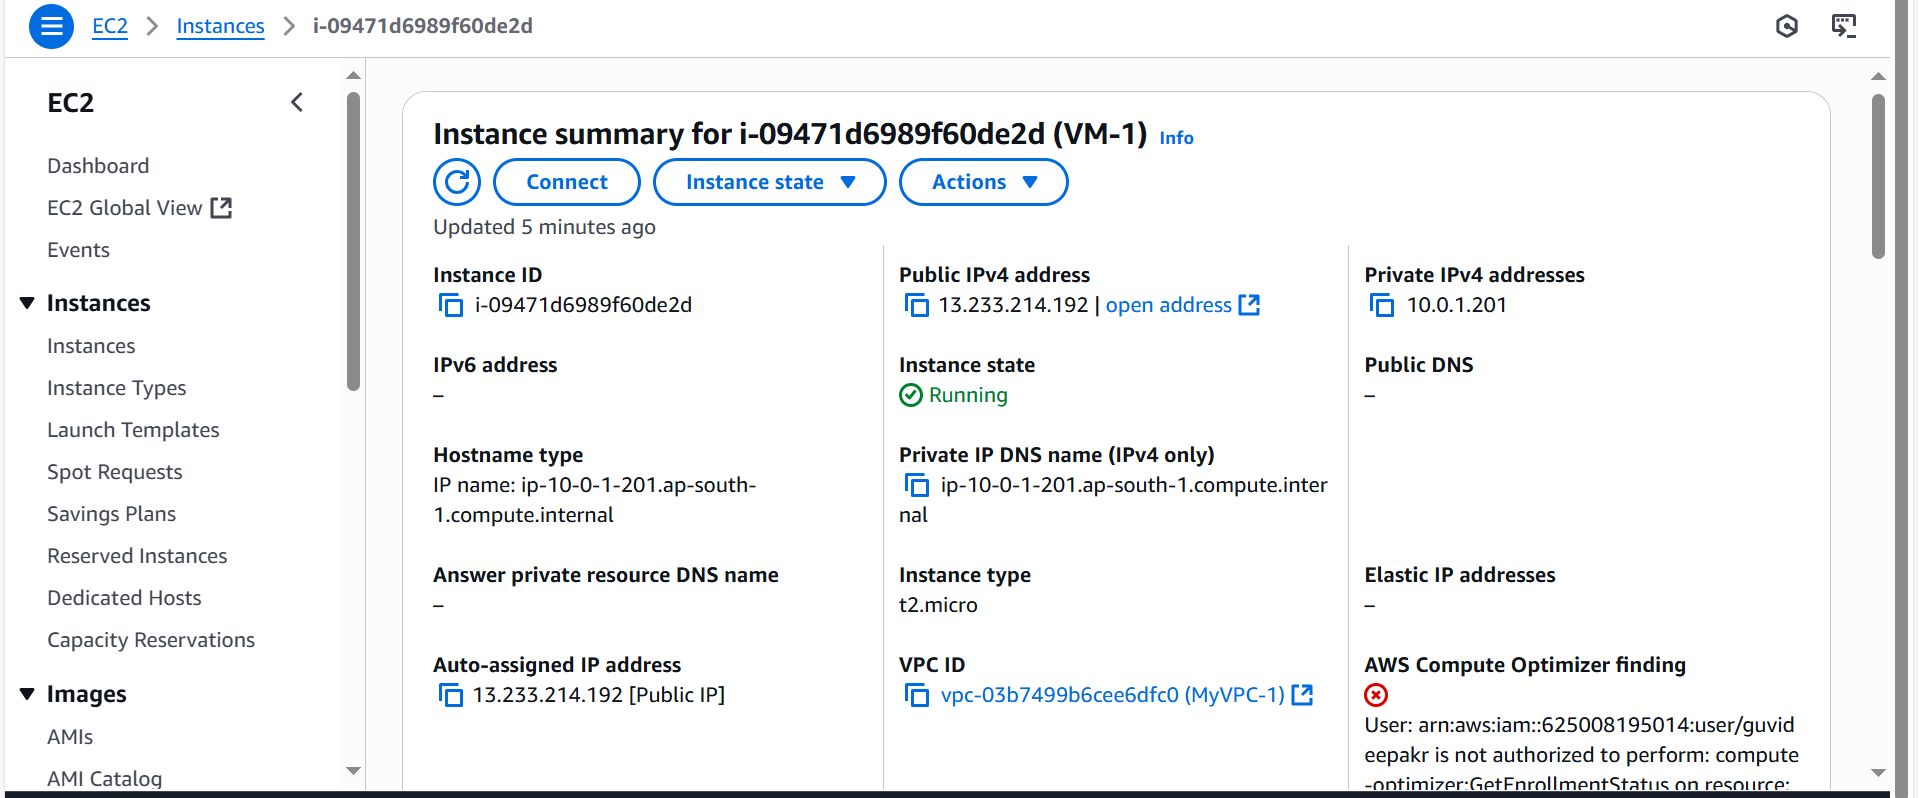 EC2 > Instances > i-09471d6989f60de2d
EC2
Dashboard
EC2 Global View
Events
Instances
Instances
Instance Types
Launch Templates
Spot Requests
Savings Plans
Reserved Instances
Dedicated Hosts
Capacity Reservations
Images
AMIs
AMI Catalog
Instance summary for i-09471d6989f60de2d (VM-1) Info
Connect
Instance state
Actions
Updated 5 minutes ago
Instance ID
i-09471d6989f60de2d
Public IPv4 address
13.233.214.192 | open address
Private IPv4 addresses
10.0.1.201
IPv6 address
–
Instance state
Running
Public DNS
–
Hostname type
IP name: ip-10-0-1-201.ap-south-
1.compute.internal
Private IP DNS name (IPv4 only)
ip-10-0-1-201.ap-south-1.compute.inter
nal
Answer private resource DNS name
–
Instance type
t2.micro
Elastic IP addresses
–
Auto-assigned IP address
13.233.214.192 [Public IP]
VPC ID
vpc-03b7499b6cee6dfc0 (MyVPC-1)
AWS Compute Optimizer finding
User: arn:aws:iam::625008195014:user/guvid
eepakr is not authorized to perform: compute
-optimizer:GetEnrollmentStatus on resource: